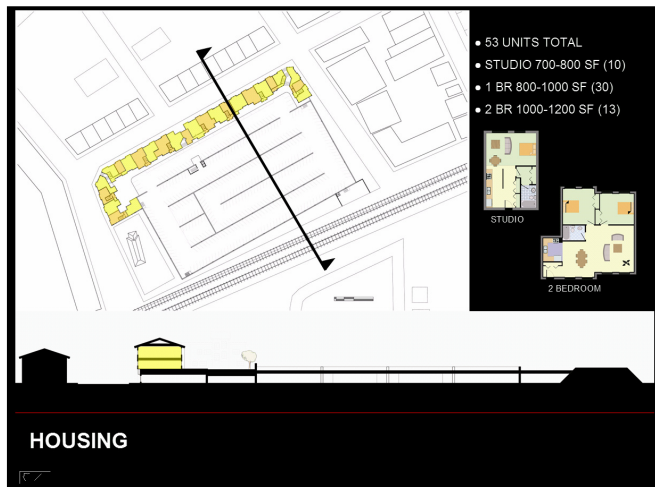 • 53 UNITS TOTAL
• STUDIO 700-800 SF (10)
• 1 BR 800-1000 SF (30)
• 2 BR 1000-1200 SF (13)
STUDIO
2 BEDROOM
HOUSING